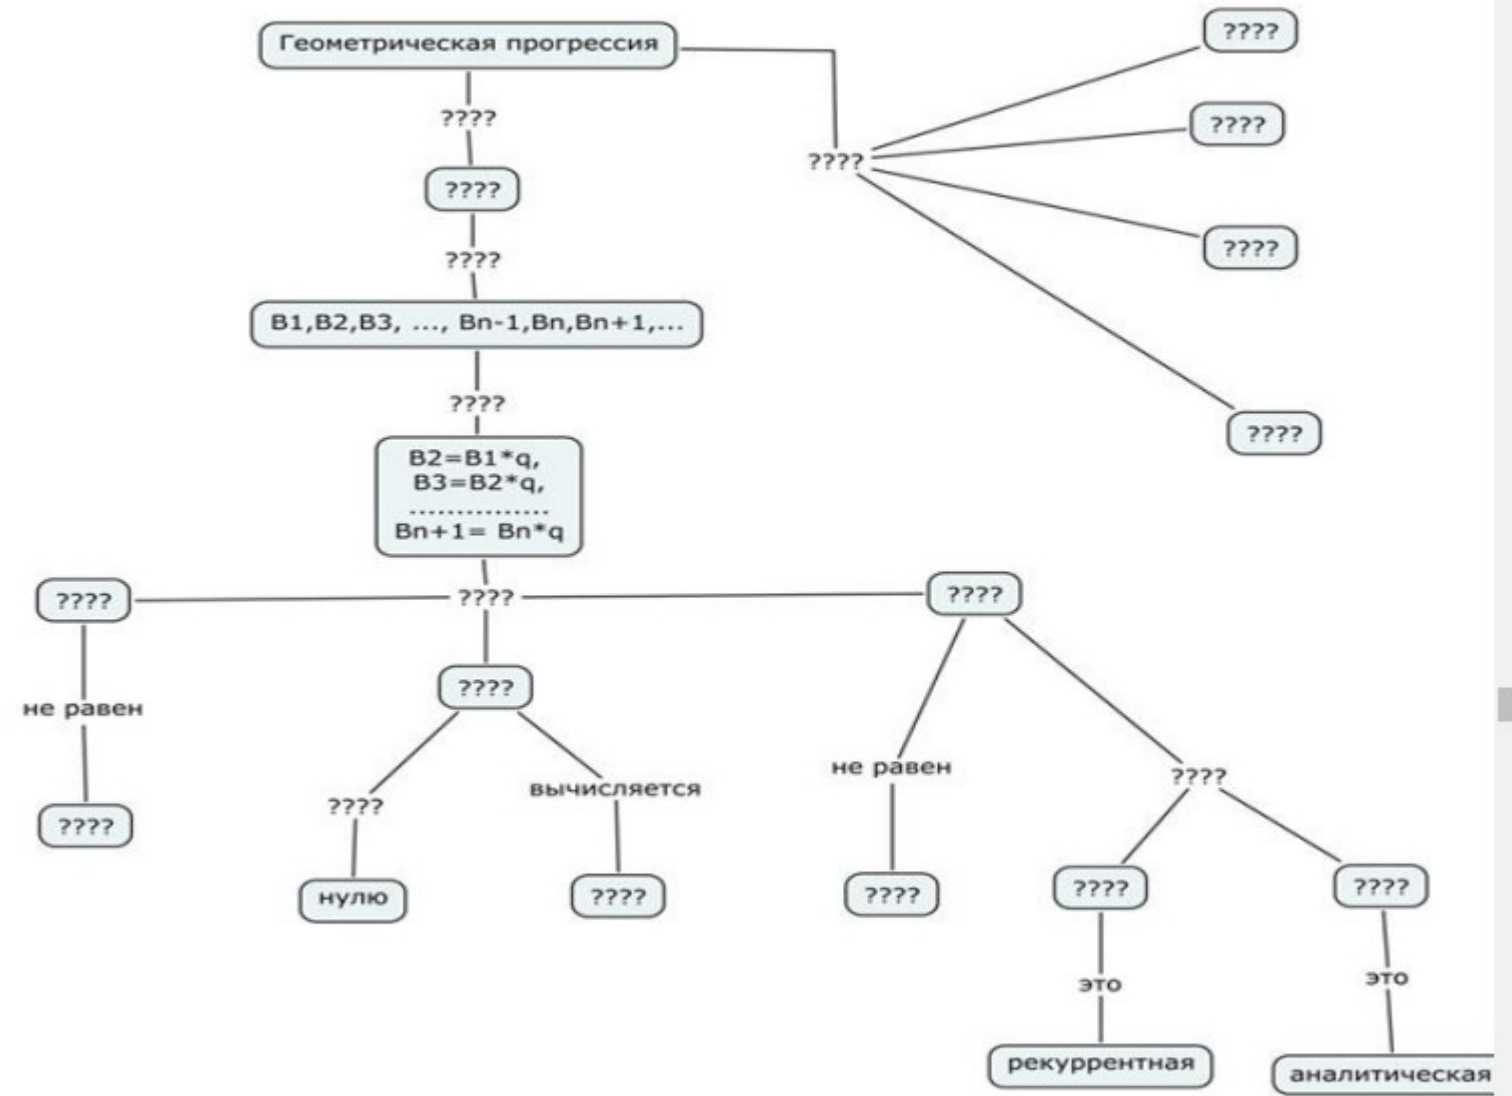 Геометрическая прогрессия
????
????
????
????
????
????
????
????
B1,B2,B3, ..., Bn-1,Bn,Bn+1,...
????
????
B2=B1*q,
B3=B2*q,
...............
Bn+1= Bn*q
????
????
????
????
не равен
не равен
????
????
вычисляется
????
????
нулю
????
????
????
????
это
это
рекуррентная
аналитическая